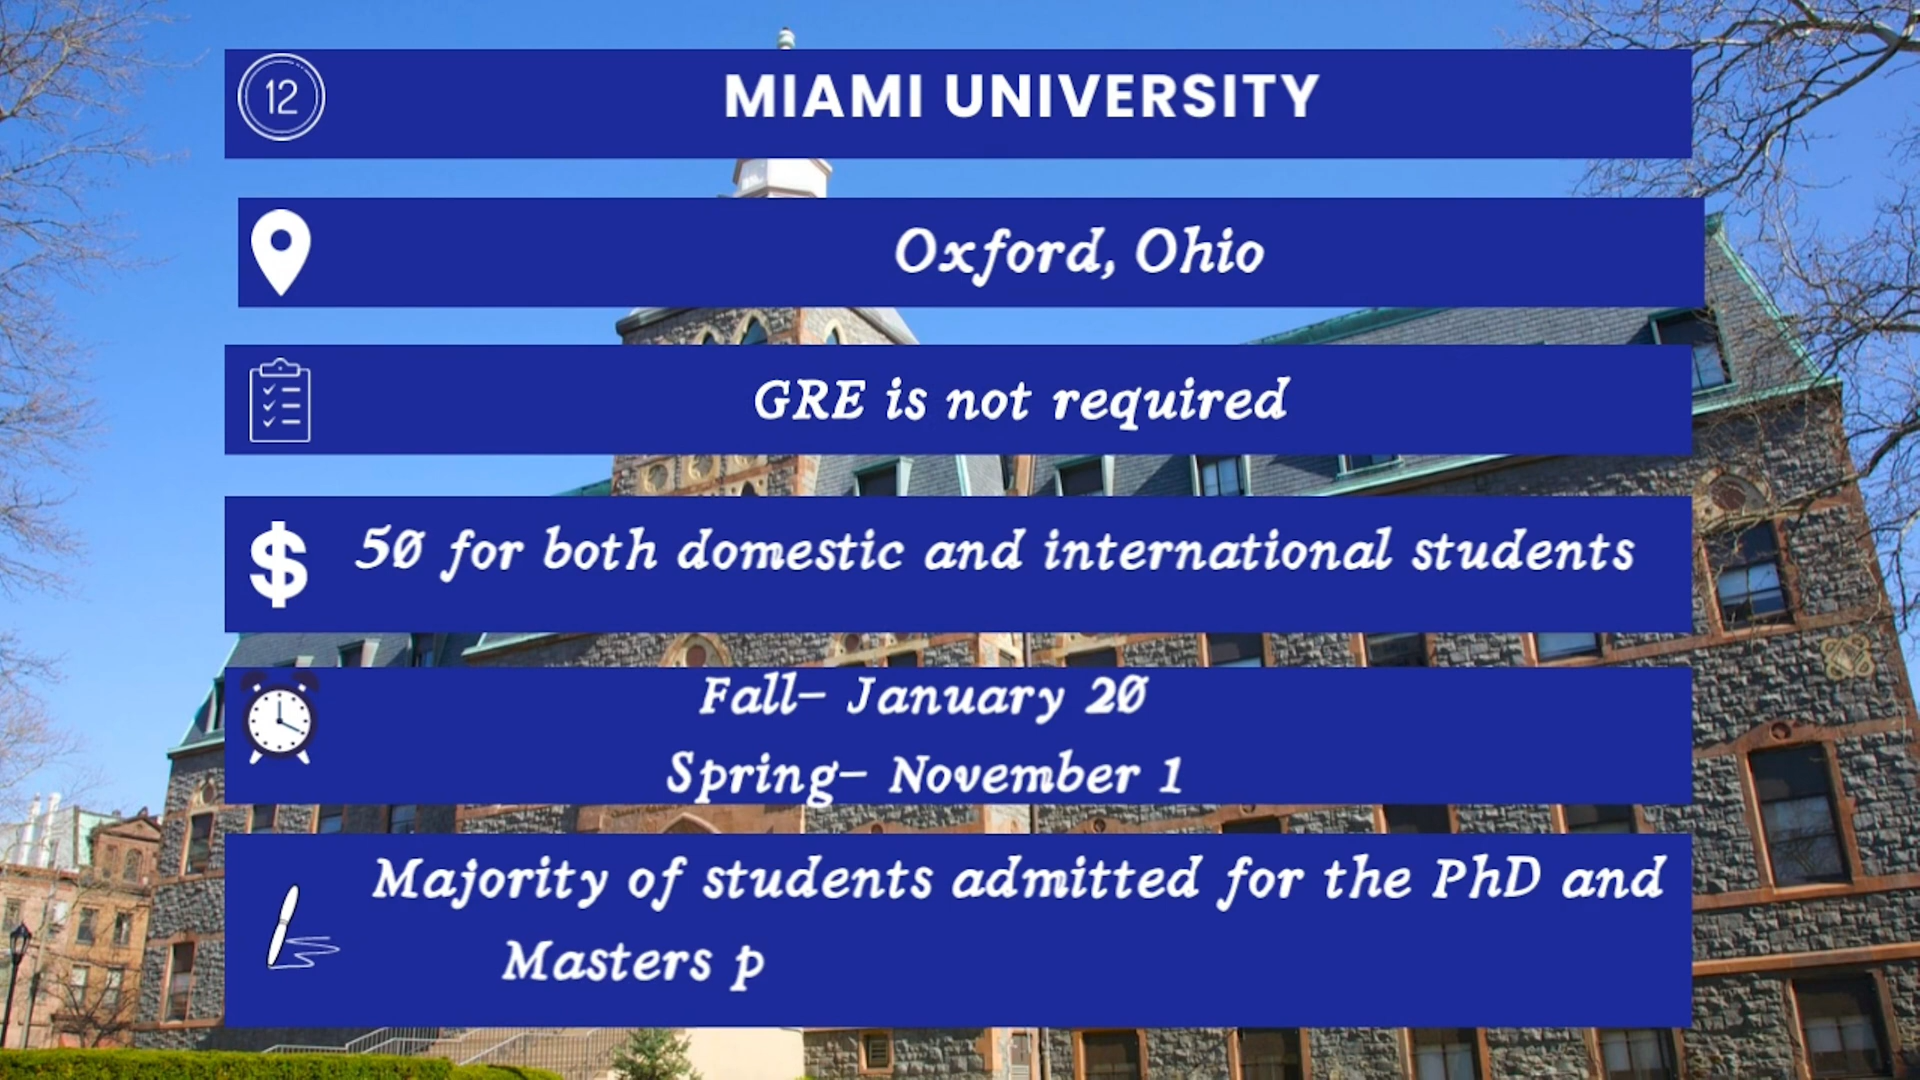 12
MIAMI UNIVERSITY
Oxford, Ohio
GRE is not required
$ 50 for both domestic and international students
Fall- January 20
Spring- November 1
Majority of students admitted for the PhD and
Masters p